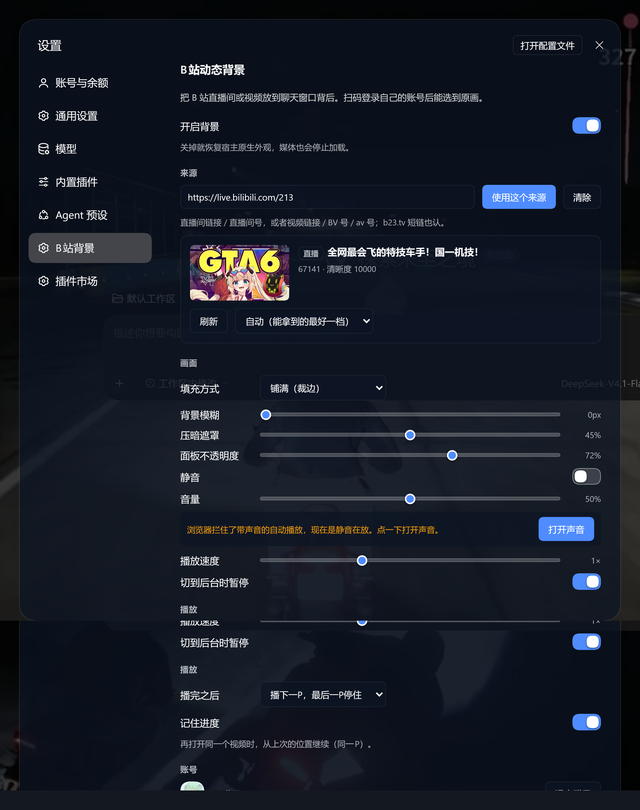 设置
打开配置文件
327
账号与余额
通用设置
模型
内置插件
Agent 预设
B站背景
插件市场
B站动态背景
把 B 站直播间或视频放到聊天窗口背后。扫码登录自己的账号后能选到原画。
开启背景
关掉就恢复宿主原生外观，媒体也会停止加载。
来源
https://live.bilibili.com/213
使用这个来源
清除
直播间链接 / 直播间号，或者视频链接 / BV 号 / av 号；b23.tv 短链也认。
GTA6
直播
全网最会飞的特技车手！国一机技！
67141 · 清晰度 10000
默认工作区
刷新
自动（能拿到的最好一档）
画面
填充方式
铺满（裁边）
DeepSeek-V4.1-Fla
背景模糊
0px
压暗遮罩
45%
面板不透明度
72%
静音
音量
50%
浏览器拦住了带声音的自动播放，现在是静音在放。点一下打开声音。
打开声音
播放速度
1×
切到后台时暂停
播放
播放速度
1×
切到后台时暂停
播放
播完之后
播下一P，最后一P停住
记住进度
再打开同一个视频时，从上次的位置继续（同一P）。
账号